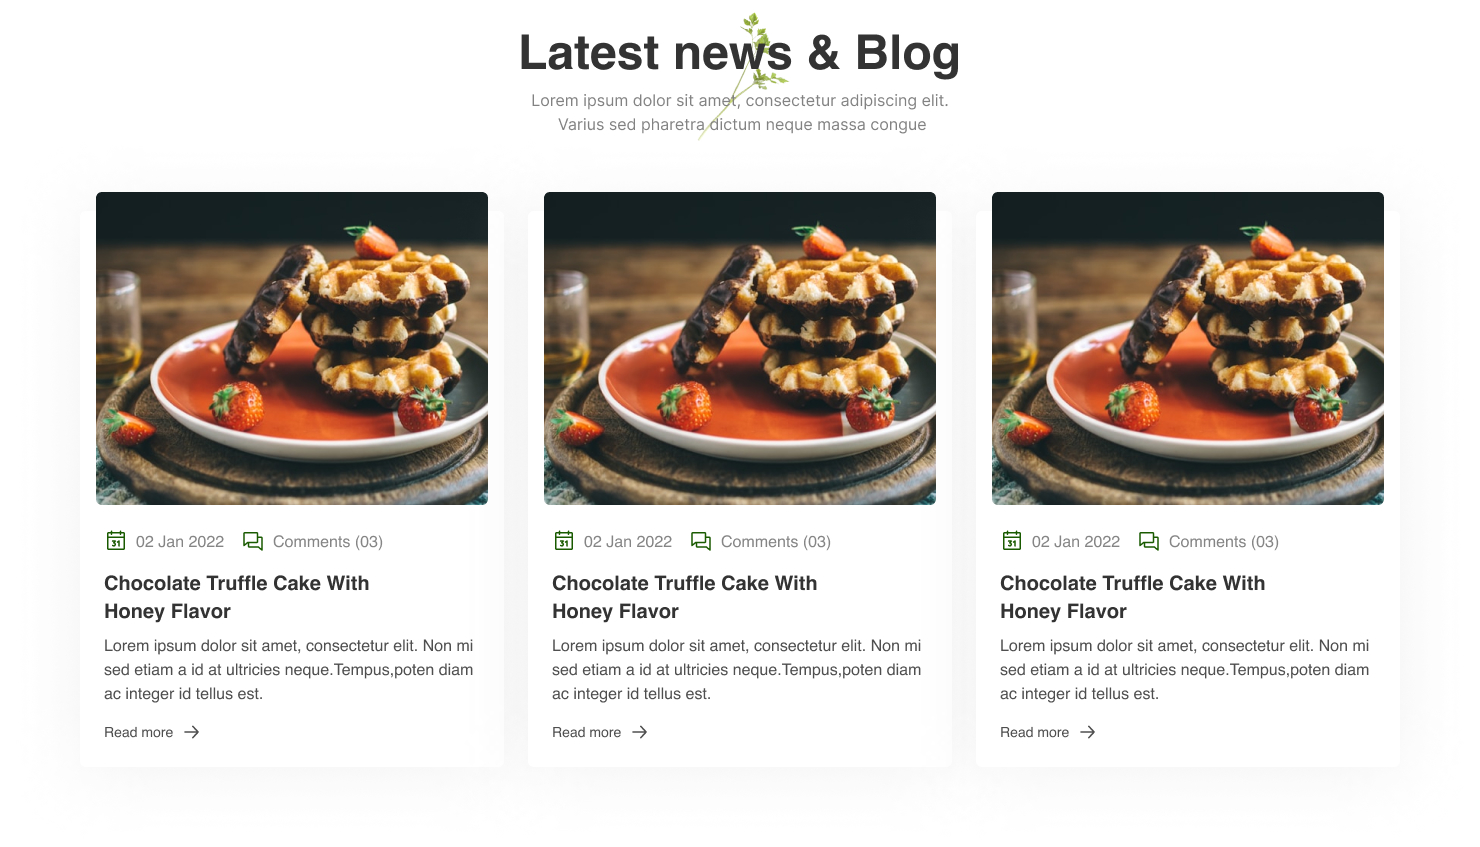 Latest news & Blog
Lorem ipsum dolor sit amet, consectetur adipiscing elit.
Varius sed pharetra dictum neque massa congue
31 02 Jan 2022 Comments (03)
Chocolate Truffle Cake With
Honey Flavor
Lorem ipsum dolor sit amet, consectetur elit. Non mi
sed etiam a id at ultricies neque.Tempus,poten diam
ac integer id tellus est.
Read more
31 02 Jan 2022 Comments (03)
Chocolate Truffle Cake With
Honey Flavor
Lorem ipsum dolor sit amet, consectetur elit. Non mi
sed etiam a id at ultricies neque.Tempus,poten diam
ac integer id tellus est.
Read more
31 02 Jan 2022 Comments (03)
Chocolate Truffle Cake With
Honey Flavor
Lorem ipsum dolor sit amet, consectetur elit. Non mi
sed etiam a id at ultricies neque.Tempus,poten diam
ac integer id tellus est.
Read more